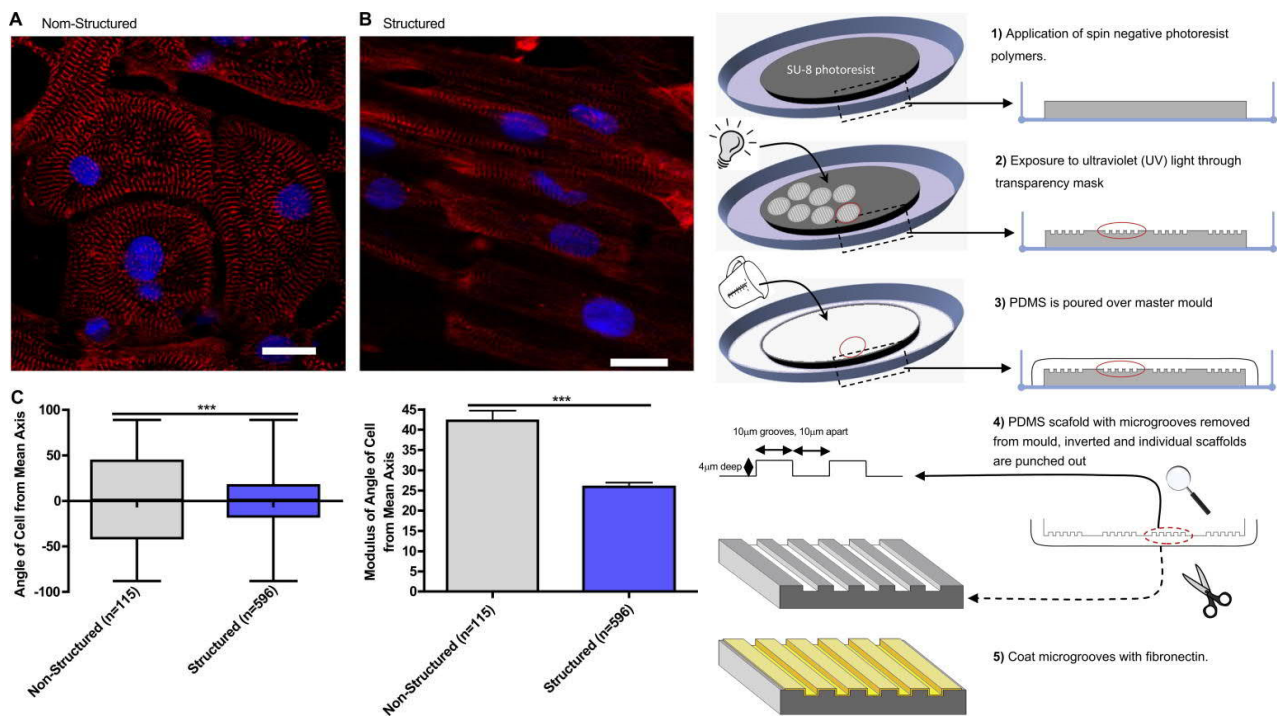 A Nom-Structured
B Structured
C
Angle of Cell from Mean Axis
100
50
0
-50
-100
***
Non-Structured (n=115)
Structured (n=596)
Modulus of Angle of Cell
from Mean Axis
45
40
35
30
25
20
15
10
5
0
***
Non-Structured (n=115)
Structured (n=596)
SU-8 photoresist
1) Application of spin negative photoresist
polymers.
2) Exposure to ultraviolet (UV) light through
transparency mask
3) PDMS is poured over master mould
4) PDMS scafold with microgrooves removed
from mould, inverted and individual scaffolds
are punched out
10μm grooves, 10μm apart
4μm deep
5) Coat microgrooves with fibronectin.